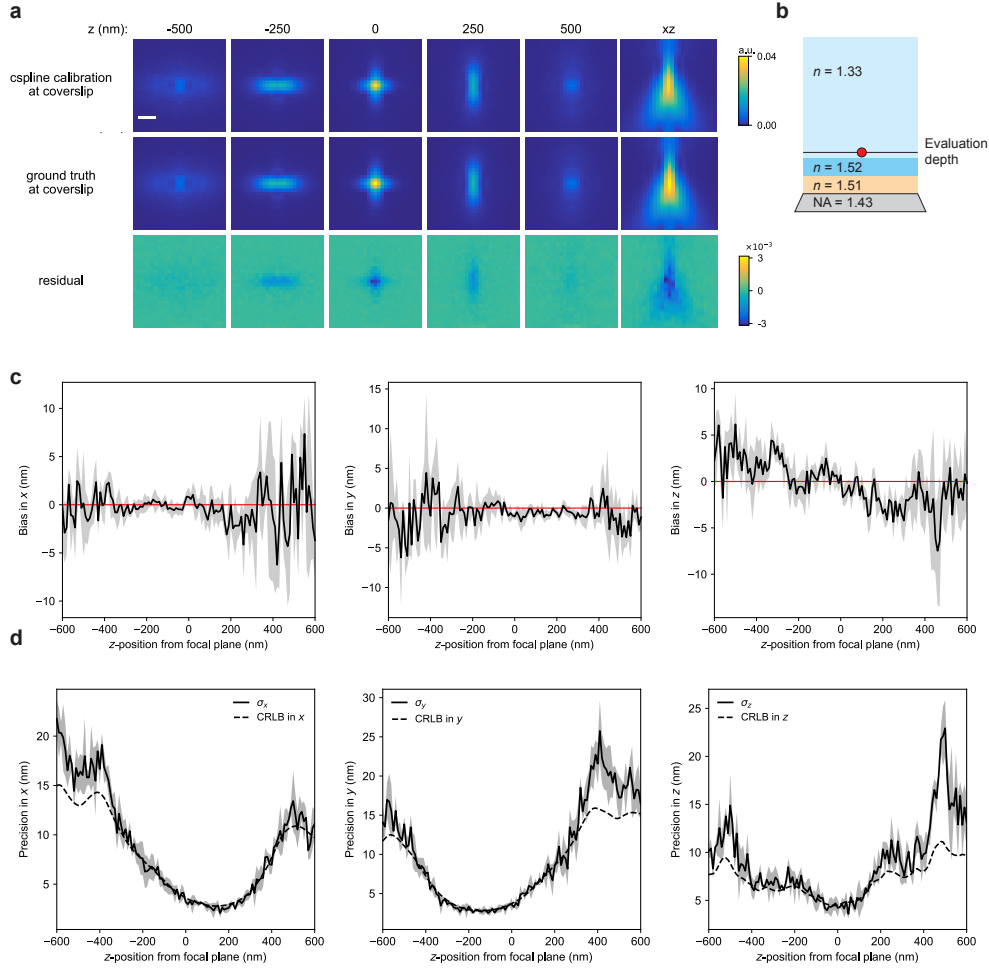 a
b
z (nm):
-500
-250
0
250
500
xz
cspline calibration
at coverslip
a.u.
0.04
0.00
ground truth
at coverslip
residual
×10⁻³
3
0
-3
n = 1.33
Evaluation
depth
n = 1.52
n = 1.51
NA = 1.43
c
Bias in x (nm)
10
5
0
−5
−10
−600 −400 −200 0 200 400 600
z-position from focal plane (nm)
Bias in y (nm)
15
10
5
0
−5
−10
−600 −400 −200 0 200 400 600
z-position from focal plane (nm)
Bias in z (nm)
10
5
0
−5
−10
−600 −400 −200 0 200 400 600
z-position from focal plane (nm)
d
Precision in x (nm)
20
15
10
5
σx
CRLB in x
−600 −400 −200 0 200 400 600
z-position from focal plane (nm)
Precision in y (nm)
30
25
20
15
10
5
σy
CRLB in y
−600 −400 −200 0 200 400 600
z-position from focal plane (nm)
Precision in z (nm)
25
20
15
10
5
σz
CRLB in z
−600 −400 −200 0 200 400 600
z-position from focal plane (nm)